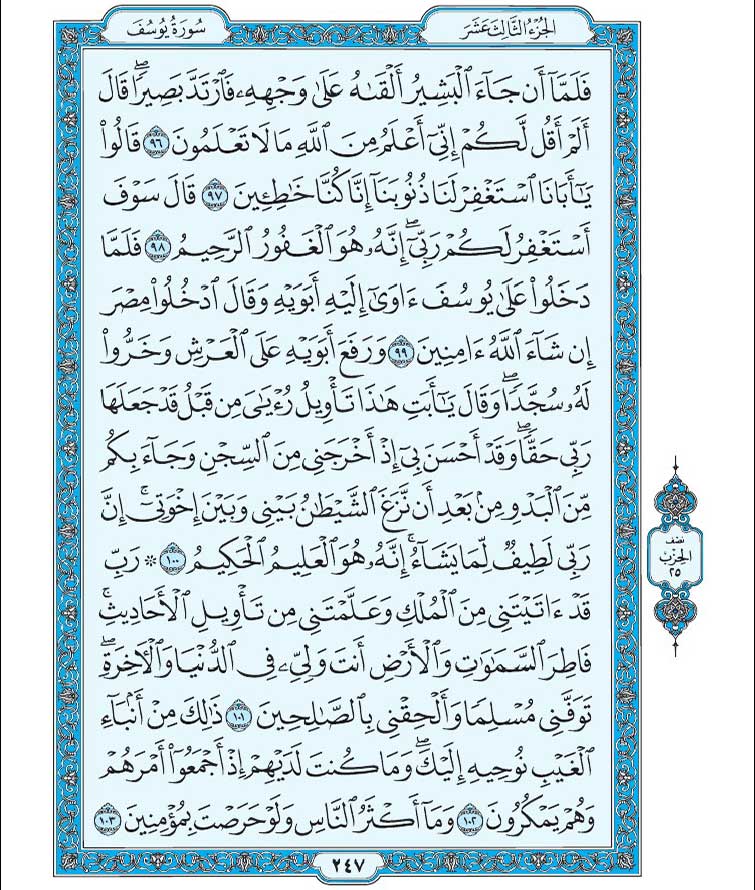 الجُزْءُ الثَّالِثَ عَشَرَ
سُورَةُ يُوسُفَ
فَلَمَّآ أَن جَآءَ ٱلْبَشِيرُ أَلْقَىٰهُ عَلَىٰ وَجْهِهِۦ فَٱرْتَدَّ بَصِيرًاۖ قَالَ
أَلَمْ أَقُل لَّكُمْ إِنِّىٓ أَعْلَمُ مِنَ ٱللَّهِ مَا لَا تَعْلَمُونَ ٩٦ قَالُوا۟
يَـٰٓأَبَانَا ٱسْتَغْفِرْ لَنَا ذُنُوبَنَآ إِنَّا كُنَّا خَـٰطِـِٔينَ ٩٧ قَالَ سَوْفَ
أَسْتَغْفِرُ لَكُمْ رَبِّىٓۖ إِنَّهُۥ هُوَ ٱلْغَفُورُ ٱلرَّحِيمُ ٩٨ فَلَمَّا
دَخَلُوا۟ عَلَىٰ يُوسُفَ ءَاوَىٰٓ إِلَيْهِ أَبَوَيْهِ وَقَالَ ٱدْخُلُوا۟ مِصْرَ
إِن شَآءَ ٱللَّهُ ءَامِنِينَ ٩٩ وَرَفَعَ أَبَوَيْهِ عَلَى ٱلْعَرْشِ وَخَرُّوا۟
لَهُۥ سُجَّدًاۖ وَقَالَ يَـٰٓأَبَتِ هَـٰذَا تَأْوِيلُ رُءْيَـٰىَ مِن قَبْلُ قَدْ جَعَلَهَا
رَبِّى حَقًّاۖ وَقَدْ أَحْسَنَ بِىٓ إِذْ أَخْرَجَنِى مِنَ ٱلسِّجْنِ وَجَآءَ بِكُم
مِّنَ ٱلْبَدْوِ مِنۢ بَعْدِ أَن نَّزَغَ ٱلشَّيْطَـٰنُ بَيْنِى وَبَيْنَ إِخْوَتِىٓۚ إِنَّ
رَبِّى لَطِيفٌ لِّمَا يَشَآءُۚ إِنَّهُۥ هُوَ ٱلْعَلِيمُ ٱلْحَكِيمُ ١٠٠ ۞ رَبِّ
قَدْ ءَاتَيْتَنِى مِنَ ٱلْمُلْكِ وَعَلَّمْتَنِى مِن تَأْوِيلِ ٱلْأَحَادِيثِۚ
فَاطِرَ ٱلسَّمَـٰوَٰتِ وَٱلْأَرْضِ أَنتَ وَلِىِّۦ فِى ٱلدُّنْيَا وَٱلْـَٔاخِرَةِۖ
تَوَفَّنِى مُسْلِمًا وَأَلْحِقْنِى بِٱلصَّـٰلِحِينَ ١٠١ ذَٰلِكَ مِنْ أَنۢبَآءِ
ٱلْغَيْبِ نُوحِيهِ إِلَيْكَۖ وَمَا كُنتَ لَدَيْهِمْ إِذْ أَجْمَعُوٓا۟ أَمْرَهُمْ
وَهُمْ يَمْكُرُونَ ١٠٢ وَمَآ أَكْثَرُ ٱلنَّاسِ وَلَوْ حَرَصْتَ بِمُؤْمِنِينَ ١٠٣
نصف
الحزب
٢٥
٢٤٧